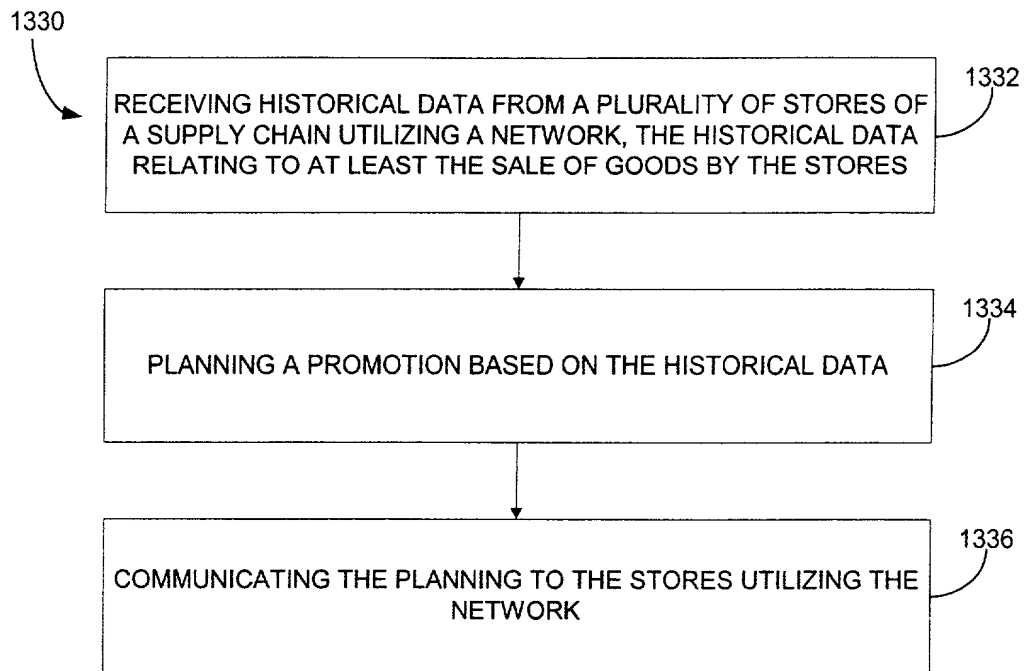 1330
1332
RECEIVING HISTORICAL DATA FROM A PLURALITY OF STORES OF
A SUPPLY CHAIN UTILIZING A NETWORK, THE HISTORICAL DATA
RELATING TO AT LEAST THE SALE OF GOODS BY THE STORES
1334
PLANNING A PROMOTION BASED ON THE HISTORICAL DATA
1336
COMMUNICATING THE PLANNING TO THE STORES UTILIZING THE
NETWORK